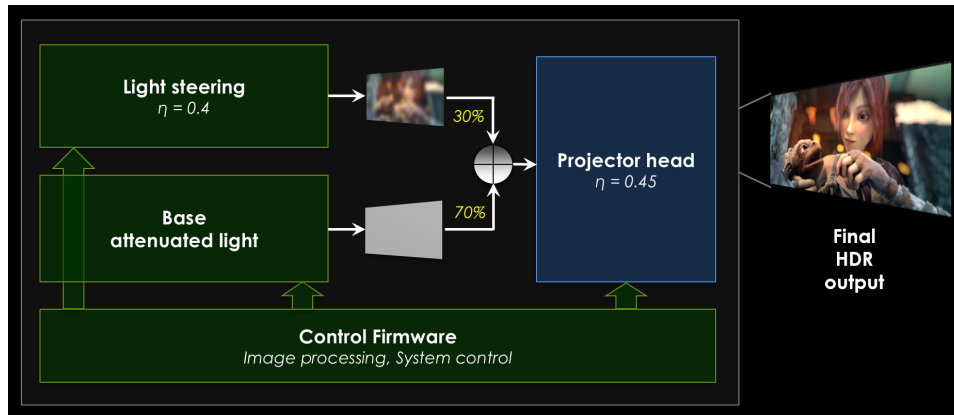 Light steering
η = 0.4
30%
Projector head
η = 0.45
Base
attenuated light
70%
Final
HDR
output
Control Firmware
Image processing, System control